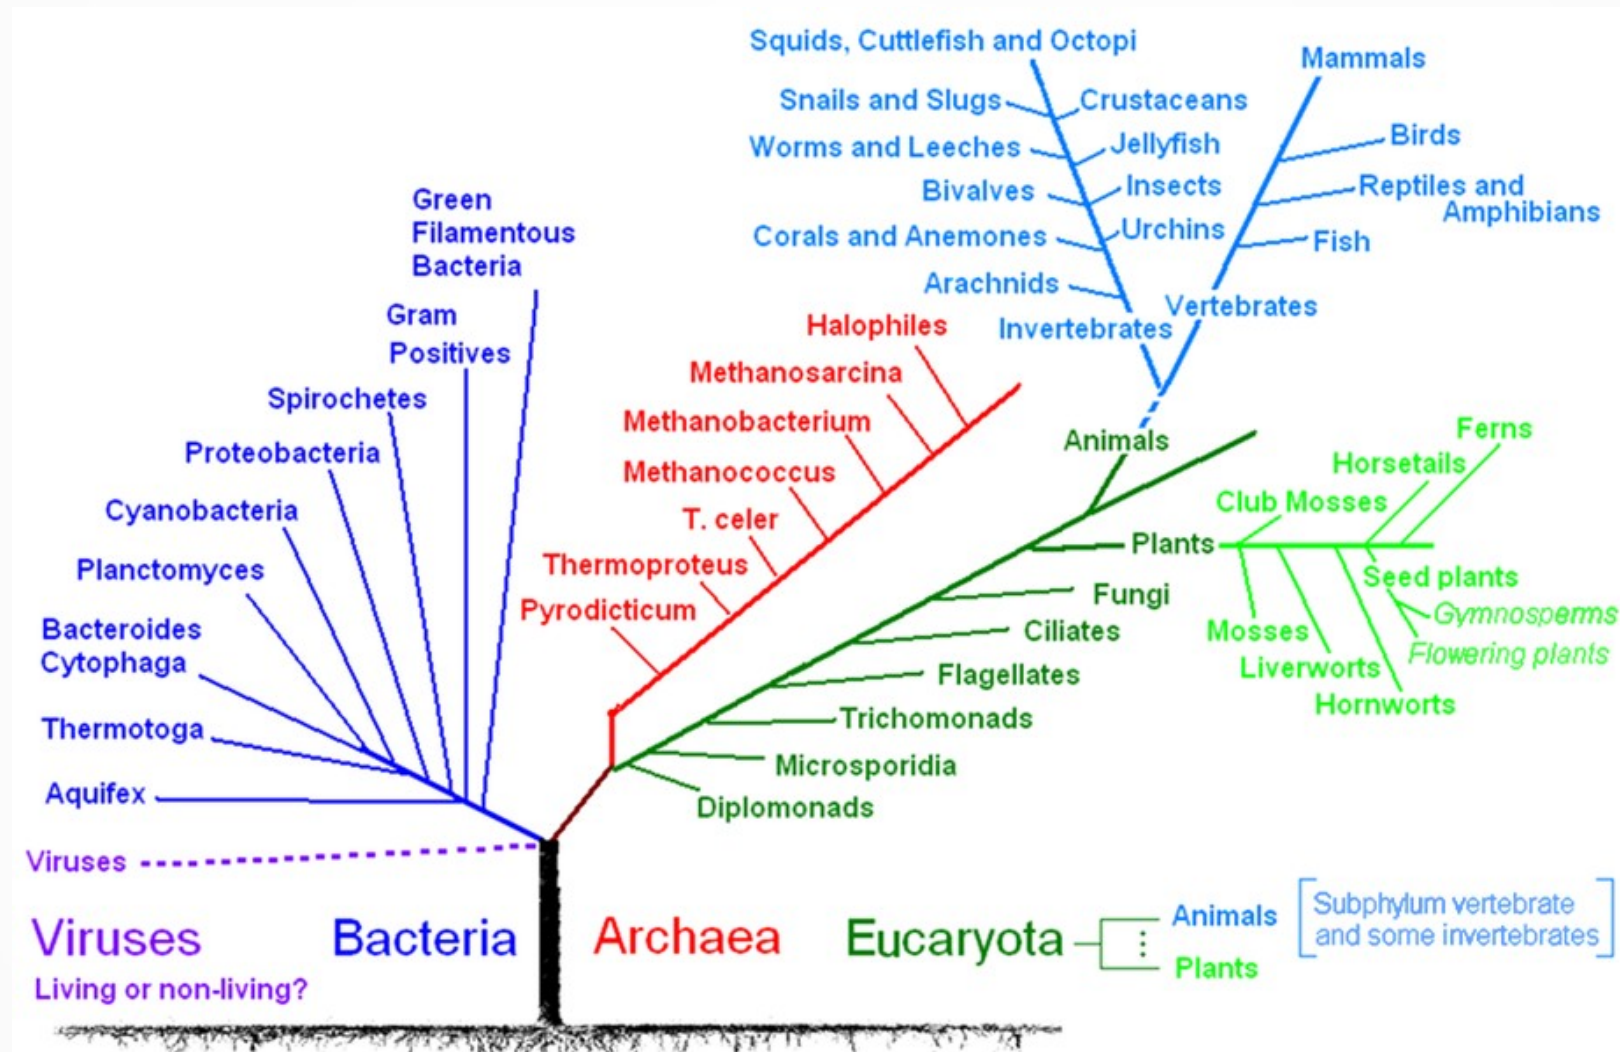 Squids, Cuttlefish and Octopi
Snails and Slugs
Crustaceans
Worms and Leeches
Jellyfish
Bivalves
Insects
Corals and Anemones
Urchins
Arachnids
Invertebrates
Mammals
Birds
Reptiles and
Amphibians
Fish
Vertebrates
Green
Filamentous
Bacteria
Gram
Positives
Spirochetes
Proteobacteria
Cyanobacteria
Planctomyces
Bacteroides
Cytophaga
Thermotoga
Aquifex
Viruses
Halophiles
Methanosarcina
Methanobacterium
Methanococcus
T. celer
Thermoproteus
Pyrodicticum
Animals
Plants
Fungi
Ciliates
Flagellates
Trichomonads
Microsporidia
Diplomonads
Ferns
Horsetails
Club Mosses
Seed plants
Gymnosperms
Flowering plants
Mosses
Liverworts
Hornworts
Viruses
Living or non-living?
Bacteria
Archaea
Eucaryota
Animals
Plants
Subphylum vertebrate
and some invertebrates